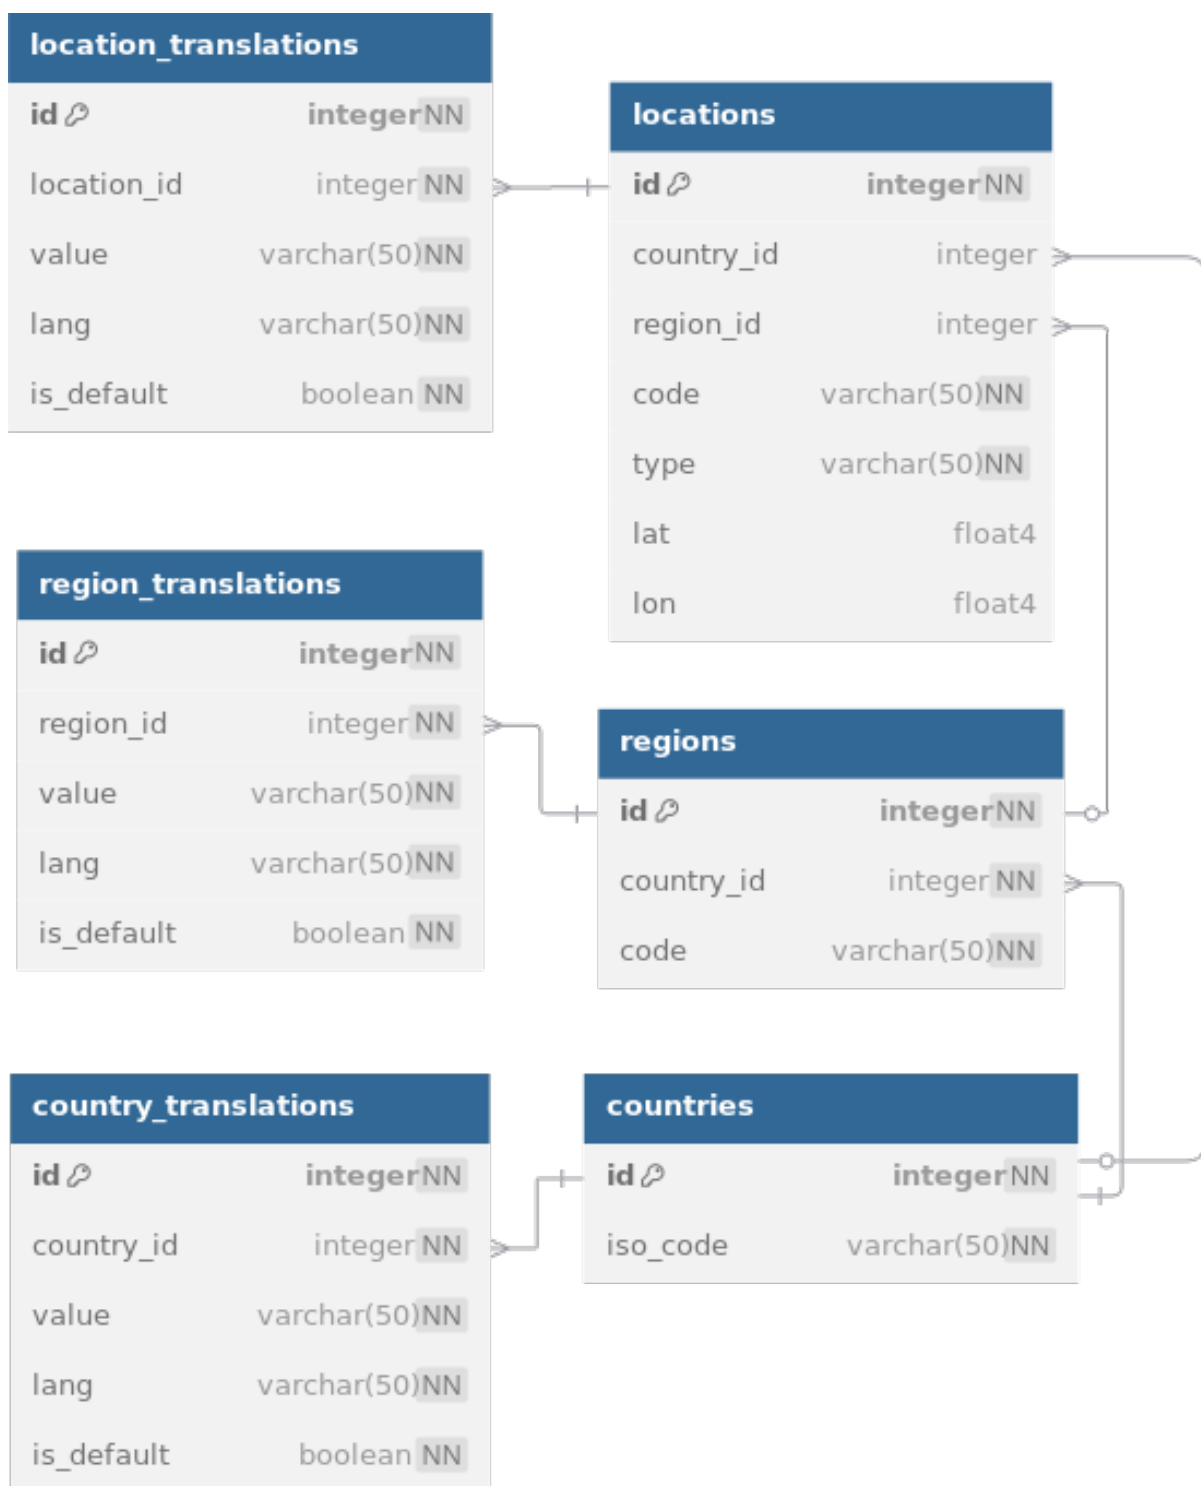 location_translations
id integer NN
location_id integer NN
value varchar(50) NN
lang varchar(50) NN
is_default boolean NN
locations
id integer NN
country_id integer
region_id integer
code varchar(50) NN
type varchar(50) NN
lat float4
lon float4
region_translations
id integer NN
region_id integer NN
value varchar(50) NN
lang varchar(50) NN
is_default boolean NN
regions
id integer NN
country_id integer NN
code varchar(50) NN
country_translations
id integer NN
country_id integer NN
value varchar(50) NN
lang varchar(50) NN
is_default boolean NN
countries
id integer NN
iso_code varchar(50) NN